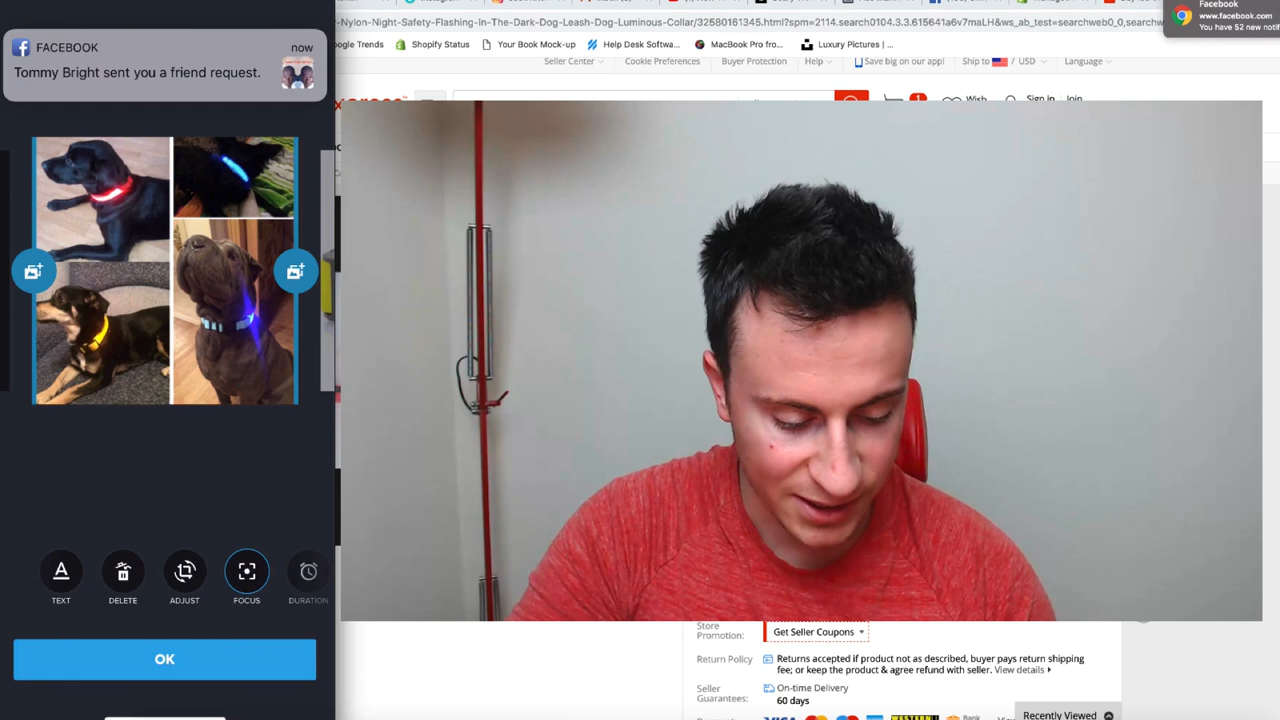 FACEBOOK
now
Tommy Bright sent you a friend request.
TEXT
DELETE
ADJUST
FOCUS
DURATION
OK
-Nylon-Night-Safety-Flashing-In-The-Dark-Dog-Leash-Dog-Luminous-Collar/32580161345.html?spm=2114.search0104.3.3.615641a6v7maLH&ws_ab_test=searchweb0_0,searchw
Facebook
www.facebook.com
You have 52 new notif
ogle Trends
Shopify Status
Your Book Mock-up
Help Desk Softwa...
MacBook Pro fro...
Luxury Pictures | ...
Seller Center
Cookie Preferences
Buyer Protection
Help
Save big on our app!
Ship to
/ USD
Language
1
Wish
Sign in
Join
Store
Promotion:
Get Seller Coupons
Return Policy
Returns accepted if product not as described, buyer pays return shipping
fee; or keep the product & agree refund with seller. View details
Seller
Guarantees:
On-time Delivery
60 days
VISA
WESTERN
Bank
Recently Viewed